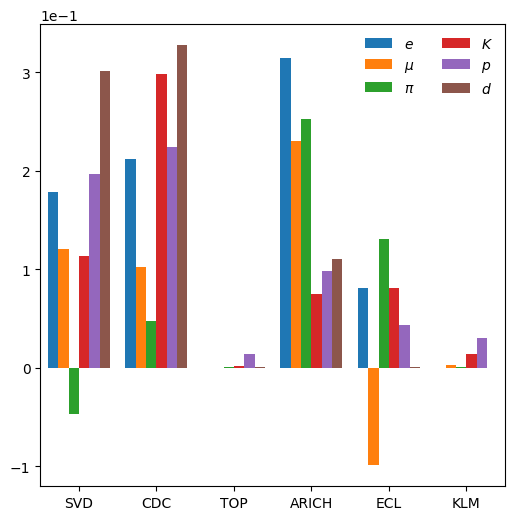 1e−1
e K
μ p
π d
3
2
1
0
−1
SVD CDC TOP ARICH ECL KLM